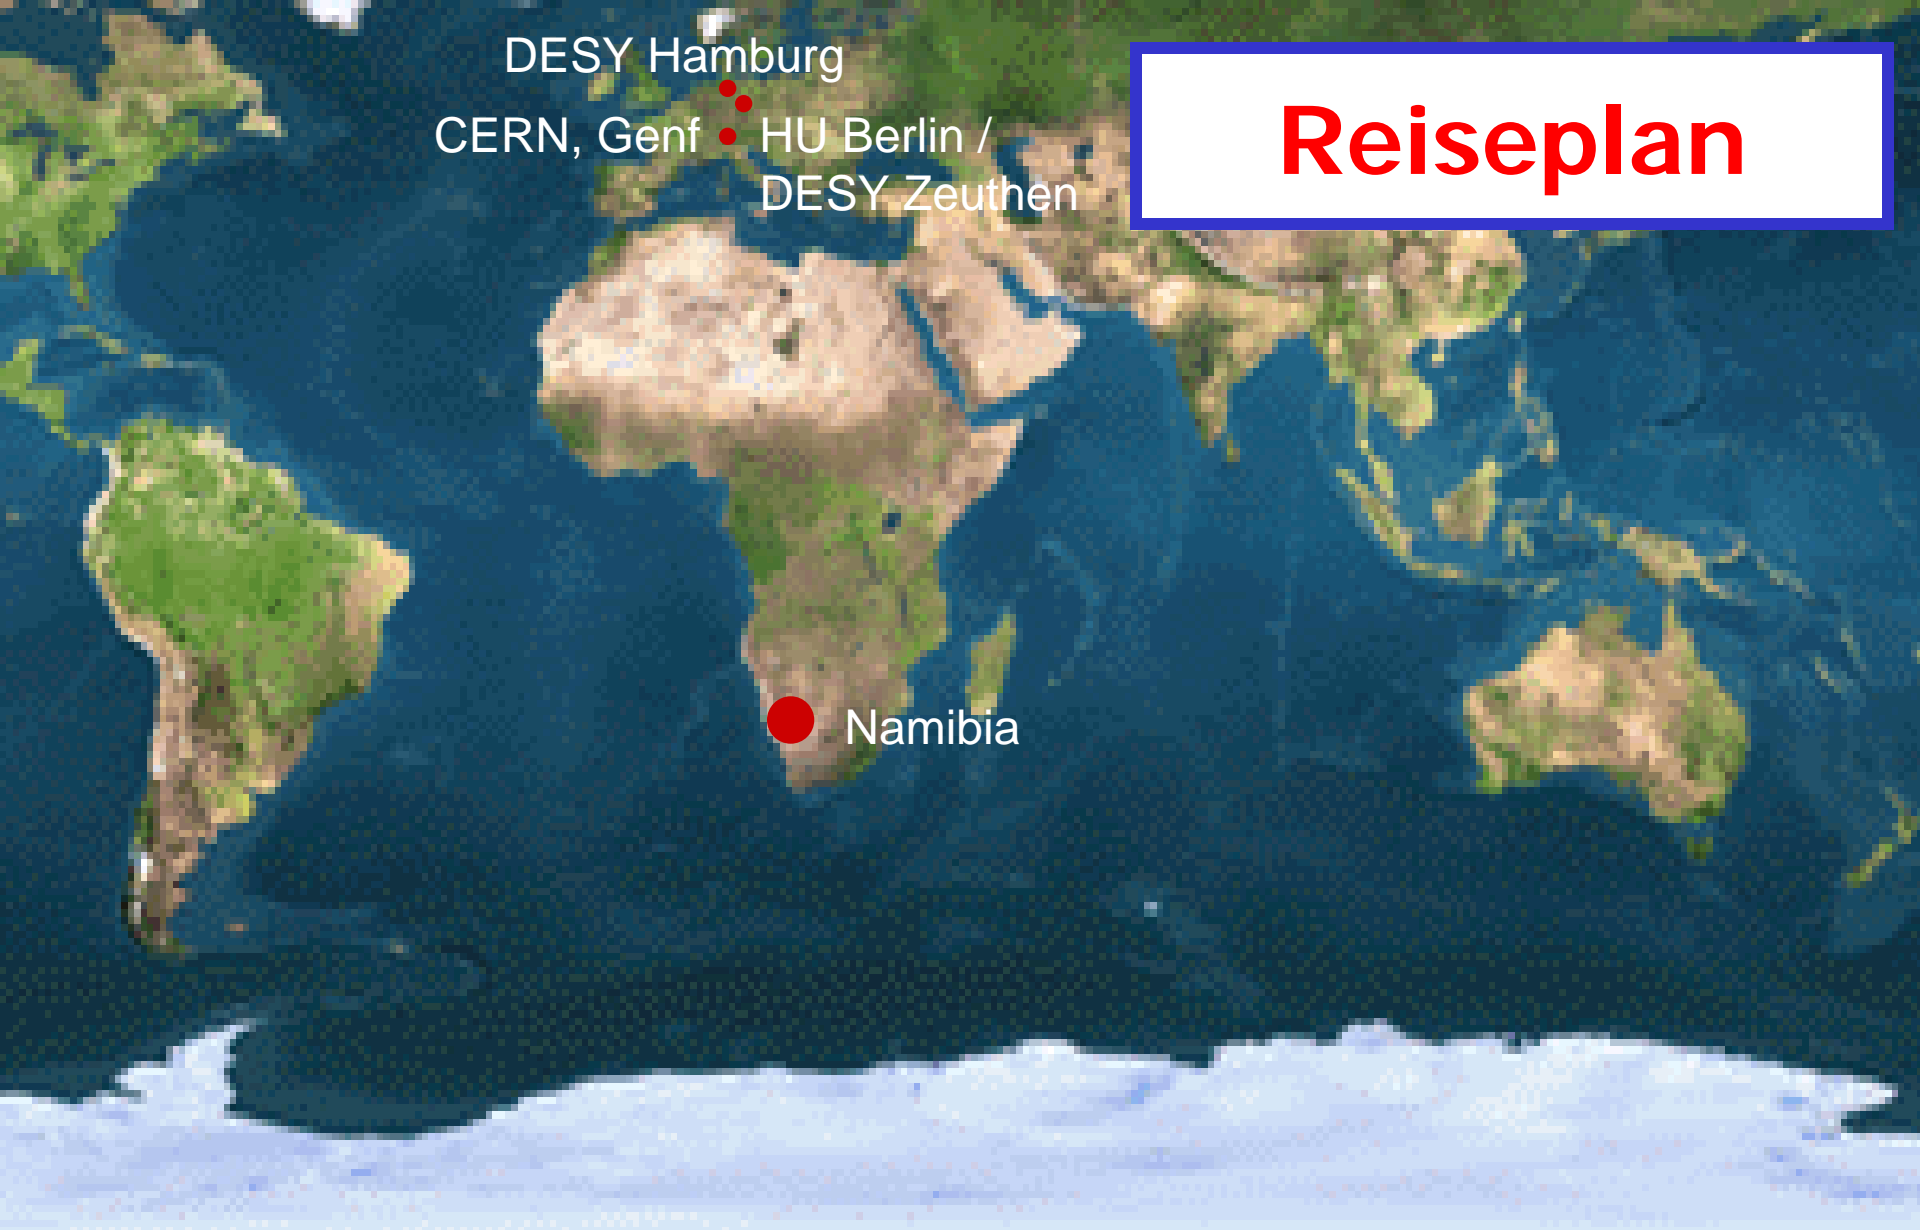 Reiseplan
DESY Hamburg
CERN, Genf
HU Berlin /
DESY Zeuthen
Namibia